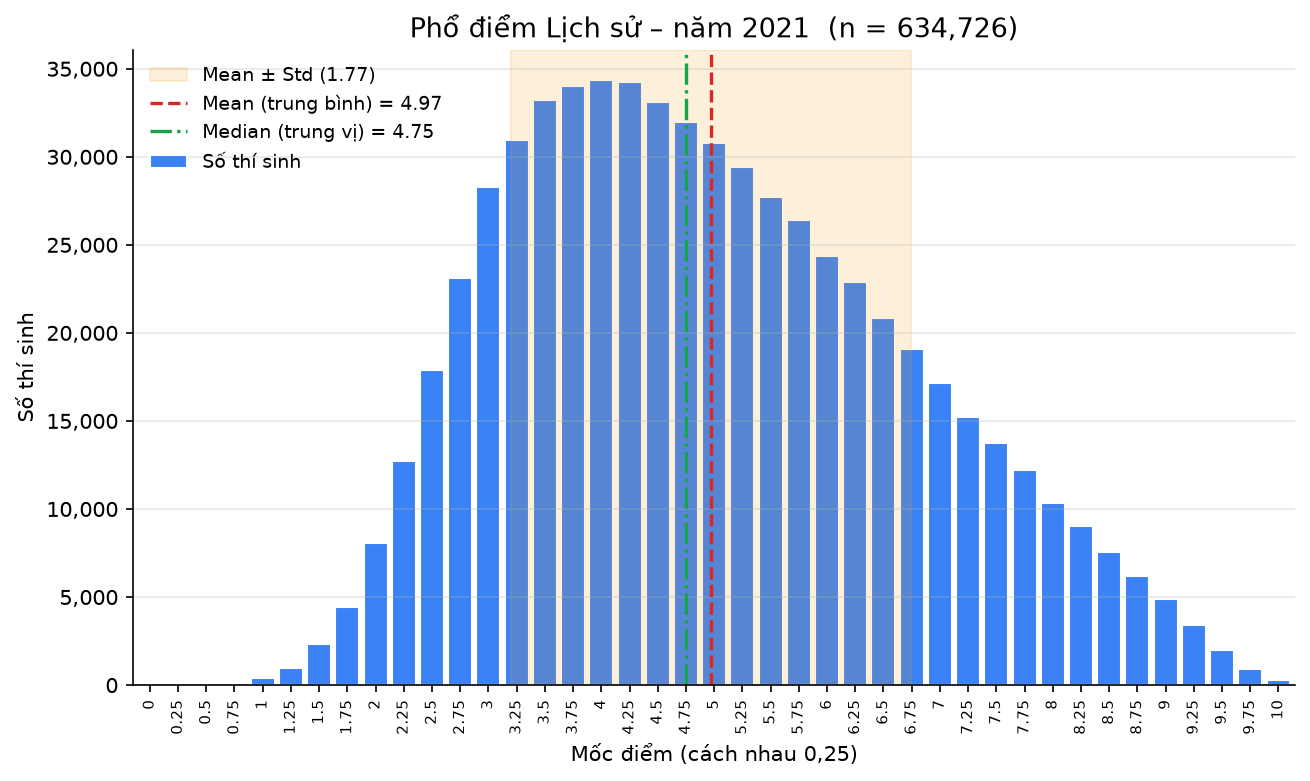 Phổ điểm Lịch sử – năm 2021 (n = 634,726)
Mean ± Std (1.77)
Mean (trung bình) = 4.97
Median (trung vị) = 4.75
Số thí sinh
Số thí sinh
35,000
30,000
25,000
20,000
15,000
10,000
5,000
0
0 0.25 0.5 0.75 1 1.25 1.5 1.75 2 2.25 2.5 2.75 3 3.25 3.5 3.75 4 4.25 4.5 4.75 5 5.25 5.5 5.75 6 6.25 6.5 6.75 7 7.25 7.5 7.75 8 8.25 8.5 8.75 9 9.25 9.5 9.75 10
Mốc điểm (cách nhau 0,25)